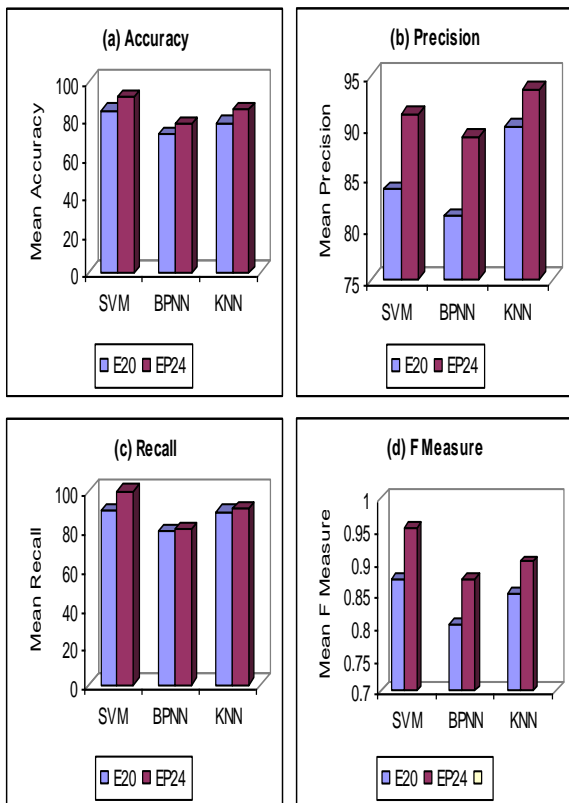 (a) Accuracy
Mean Accuracy
100
80
60
40
20
0
SVM BPNN KNN
E20 EP24
(b) Precision
Mean Precision
95
90
85
80
75
SVM BPNN KNN
E20 EP24
(c) Recall
Mean Recall
100
80
60
40
20
0
SVM BPNN KNN
E20 EP24
(d) F Measure
Mean F Measure
1
0.95
0.9
0.85
0.8
0.75
0.7
SVM BPNN KNN
E20 EP24